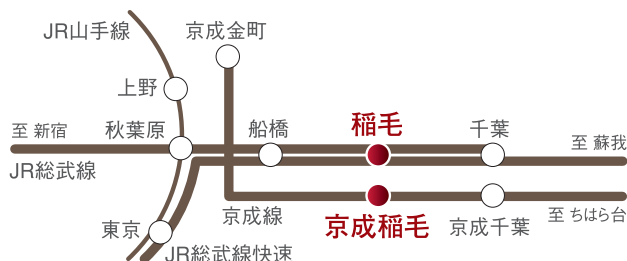 JR山手線
京成金町
上野
至 新宿
秋葉原
船橋
稲毛
千葉
至 蘇我
JR総武線
東京
京成線
京成稲毛
京成千葉
至 ちはら台
JR総武線快速